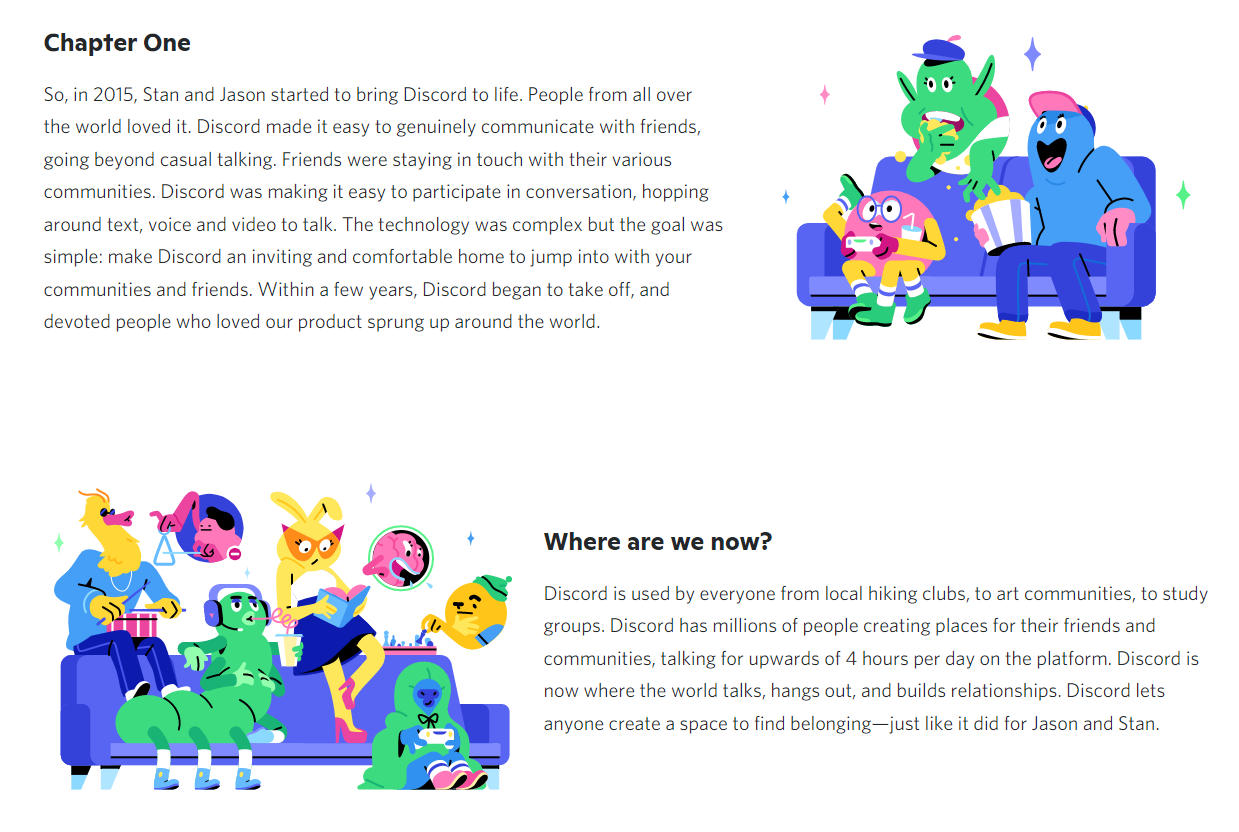 Chapter One
So, in 2015, Stan and Jason started to bring Discord to life. People from all over
the world loved it. Discord made it easy to genuinely communicate with friends,
going beyond casual talking. Friends were staying in touch with their various
communities. Discord was making it easy to participate in conversation, hopping
around text, voice and video to talk. The technology was complex but the goal was
simple: make Discord an inviting and comfortable home to jump into with your
communities and friends. Within a few years, Discord began to take off, and
devoted people who loved our product sprung up around the world.
Where are we now?
Discord is used by everyone from local hiking clubs, to art communities, to study
groups. Discord has millions of people creating places for their friends and
communities, talking for upwards of 4 hours per day on the platform. Discord is
now where the world talks, hangs out, and builds relationships. Discord lets
anyone create a space to find belonging—just like it did for Jason and Stan.